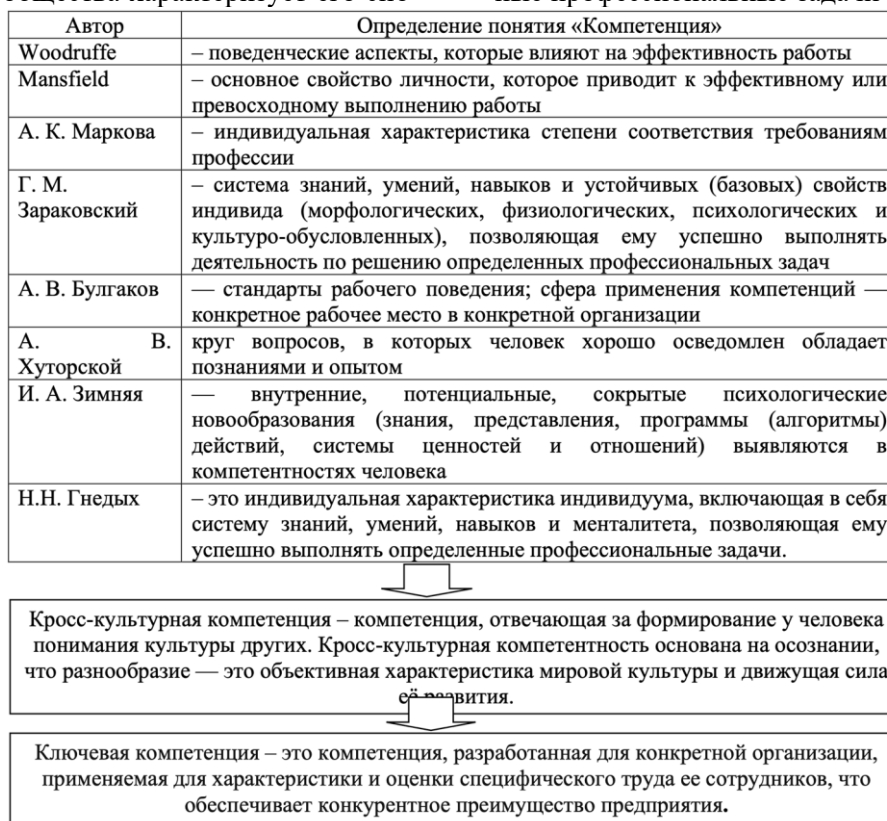 Автор Определение понятия «Компетенция»
Woodruffe – поведенческие аспекты, которые влияют на эффективность работы
Mansfield – основное свойство личности, которое приводит к эффективному или
превосходному выполнению работы
А. К. Маркова – индивидуальная характеристика степени соответствия требованиям
профессии
Г. М. – система знаний, умений, навыков и устойчивых (базовых) свойств
Зараковский индивида (морфологических, физиологических, психологических и
культуро-обусловленных), позволяющая ему успешно выполнять
деятельность по решению определенных профессиональных задач
А. В. Булгаков — стандарты рабочего поведения; сфера применения компетенций —
конкретное рабочее место в конкретной организации
А. В. круг вопросов, в которых человек хорошо осведомлен обладает
Хуторской познаниями и опытом
И. А. Зимняя — внутренние, потенциальные, сокрытые психологические
новообразования (знания, представления, программы (алгоритмы)
действий, системы ценностей и отношений) выявляются в
компетентностях человека
Н.Н. Гнедых – это индивидуальная характеристика индивидуума, включающая в себя
систему знаний, умений, навыков и менталитета, позволяющая ему
успешно выполнять определенные профессиональные задачи.
Кросс-культурная компетенция – компетенция, отвечающая за формирование у человека
понимания культуры других. Кросс-культурная компетентность основана на осознании,
что разнообразие — это объективная характеристика мировой культуры и движущая сила
её развития.
Ключевая компетенция – это компетенция, разработанная для конкретной организации,
применяемая для характеристики и оценки специфического труда ее сотрудников, что
обеспечивает конкурентное преимущество предприятия.